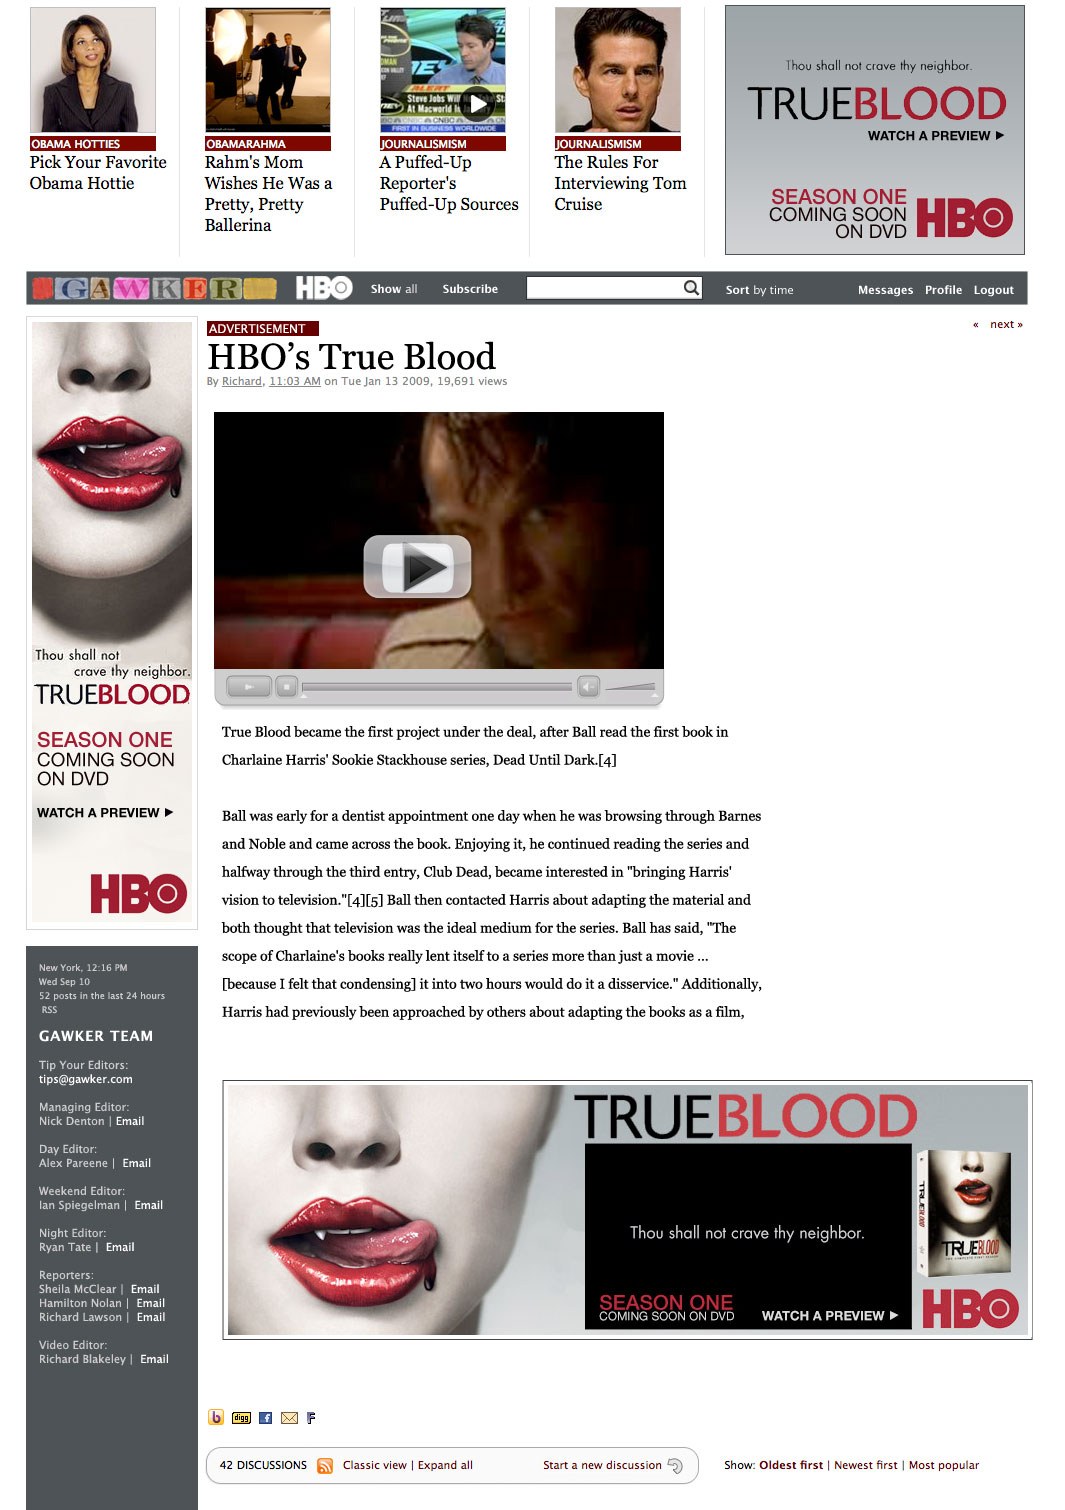 OBAMA HOTTIES
Pick Your Favorite
Obama Hottie
OBAMARAHMA
Rahm's Mom
Wishes He Was a
Pretty, Pretty
Ballerina
ALERT
Steve Jobs Will
At Macworld In
CNBC
FIRST IN BUSINESS WORLDWIDE
JOURNALISMISM
A Puffed-Up
Reporter's
Puffed-Up Sources
JOURNALISMISM
The Rules For
Interviewing Tom
Cruise
Thou shall not crave thy neighbor.
TRUEBLOOD
WATCH A PREVIEW
SEASON ONE
COMING SOON
ON DVD
HBO
GAWKER HBO Show all Subscribe Sort by time Messages Profile Logout
ADVERTISEMENT
« next »
HBO’s True Blood
By Richard, 11:03 AM on Tue Jan 13 2009, 19,691 views
Thou shall not
crave thy neighbor.
TRUEBLOOD
SEASON ONE
COMING SOON
ON DVD
WATCH A PREVIEW
HBO
True Blood became the first project under the deal, after Ball read the first book in
Charlaine Harris' Sookie Stackhouse series, Dead Until Dark.[4]
Ball was early for a dentist appointment one day when he was browsing through Barnes
and Noble and came across the book. Enjoying it, he continued reading the series and
halfway through the third entry, Club Dead, became interested in "bringing Harris'
vision to television."[4][5] Ball then contacted Harris about adapting the material and
both thought that television was the ideal medium for the series. Ball has said, "The
scope of Charlaine's books really lent itself to a series more than just a movie ...
[because I felt that condensing] it into two hours would do it a disservice." Additionally,
Harris had previously been approached by others about adapting the books as a film,
New York, 12:16 PM
Wed Sep 10
52 posts in the last 24 hours
RSS
GAWKER TEAM
Tip Your Editors:
tips@gawker.com
Managing Editor:
Nick Denton | Email
Day Editor:
Alex Pareene | Email
Weekend Editor:
Ian Spiegelman | Email
Night Editor:
Ryan Tate | Email
Reporters:
Sheila McClear | Email
Hamilton Nolan | Email
Richard Lawson | Email
Video Editor:
Richard Blakeley | Email
TRUEBLOOD
Thou shall not crave thy neighbor.
SEASON ONE
COMING SOON ON DVD
WATCH A PREVIEW
TRUEBLOOD
HBO
digg
42 DISCUSSIONS Classic view | Expand all Start a new discussion
Show: Oldest first | Newest first | Most popular